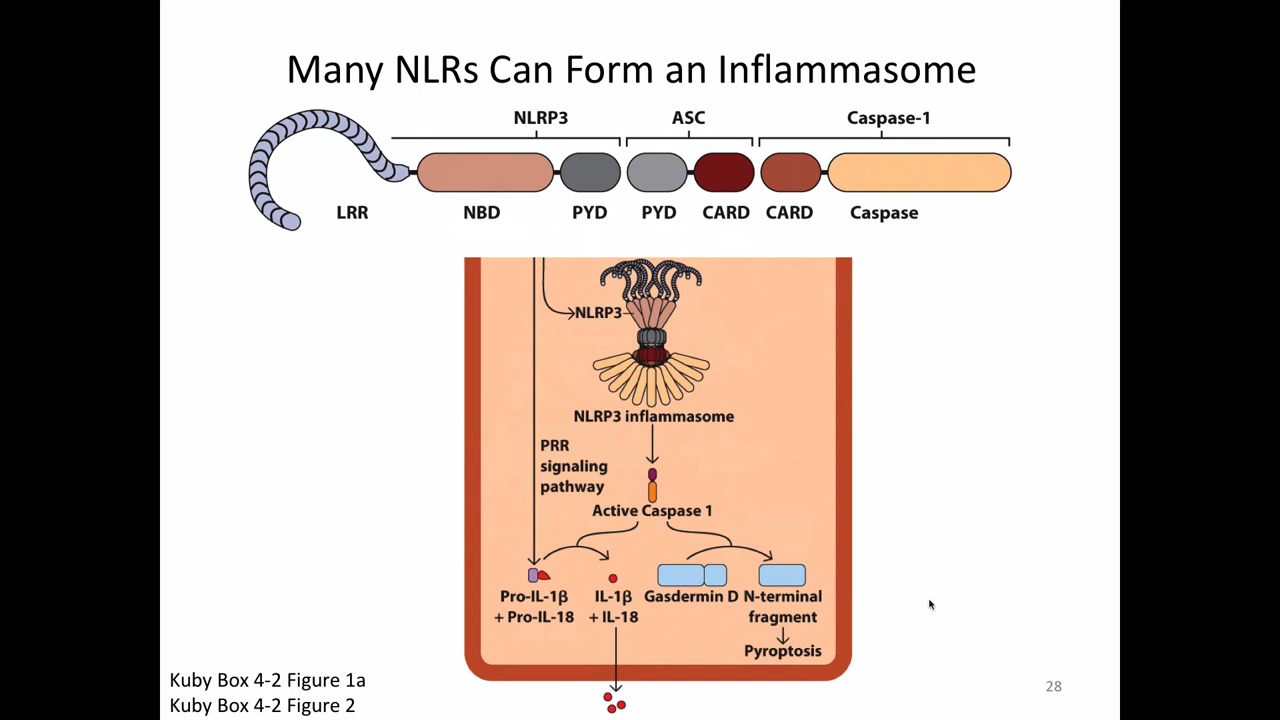 Many NLRs Can Form an Inflammasome
NLRP3 ASC Caspase-1
LRR NBD PYD PYD CARD CARD Caspase
NLRP3
NLRP3 inflammasome
PRR
signaling
pathway
Active Caspase 1
Pro-IL-1β
+ Pro-IL-18
IL-1β
+ IL-18
Gasdermin D
N-terminal
fragment
Pyroptosis
Kuby Box 4-2 Figure 1a
Kuby Box 4-2 Figure 2
28